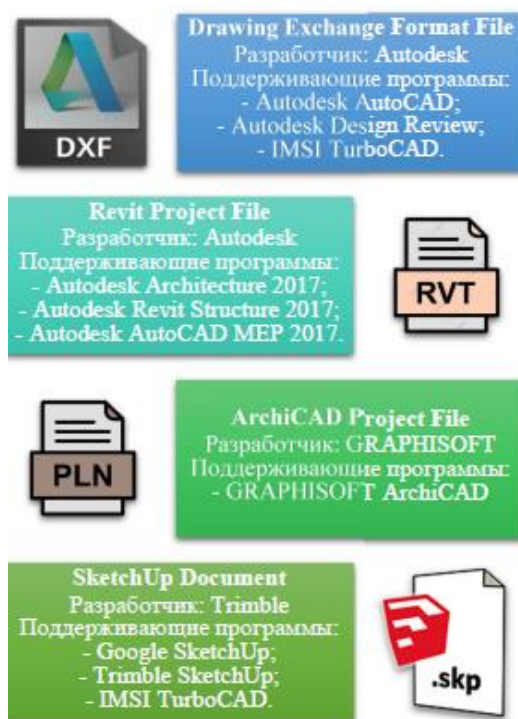 Drawing Exchange Format File
Разработчик: Autodesk
Поддерживающие программы:
- Autodesk AutoCAD;
- Autodesk Design Review;
- IMSI TurboCAD.
DXF
Revit Project File
Разработчик: Autodesk
Поддерживающие программы:
- Autodesk Architecture 2017;
- Autodesk Revit Structure 2017;
- Autodesk AutoCAD MEP 2017.
RVT
ArchiCAD Project File
Разработчик: GRAPHISOFT
Поддерживающие программы:
- GRAPHISOFT ArchiCAD
PLN
SketchUp Document
Разработчик: Trimble
Поддерживающие программы:
- Google SketchUp;
- Trimble SketchUp;
- IMSI TurboCAD.
.skp